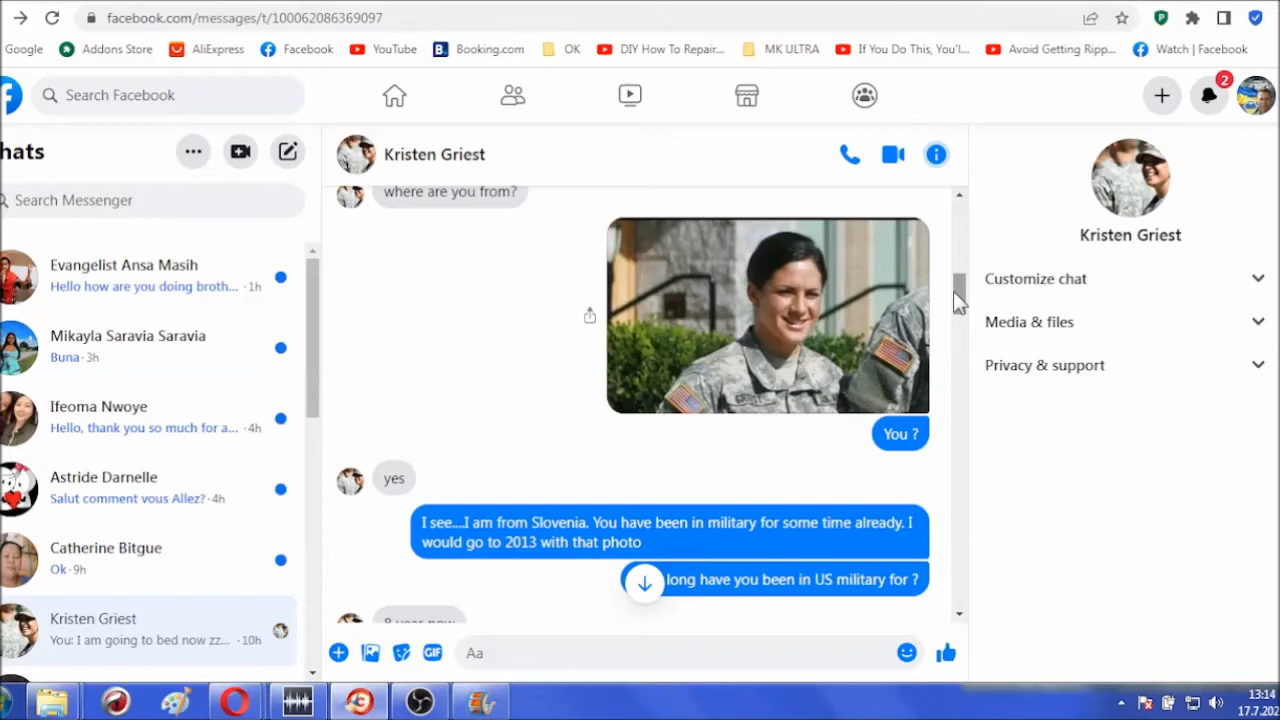 facebook.com/messages/t/100062086369097
Google Addons Store AliExpress Facebook YouTube Booking.com OK DIY How To Repair... MK ULTRA If You Do This, You'l... Avoid Getting Ripp... Watch | Facebook
Search Facebook
2
hats
Search Messenger
Evangelist Ansa Masih
Hello how are you doing broth... · 1h
Mikayla Saravia Saravia
Buna · 3h
Ifeoma Nwoye
Hello, thank you so much for a... · 4h
Astride Darnelle
Salut comment vous Allez? · 4h
Catherine Bitgue
Ok · 9h
Kristen Griest
You: I am going to bed now zz... · 10h
Kristen Griest
where are you from?
You ?
yes
I see....I am from Slovenia. You have been in military for some time already. I
would go to 2013 with that photo
long have you been in US military for ?
8 year now
GIF
Aa
Kristen Griest
Customize chat
Media & files
Privacy & support
13:14
17.7.202